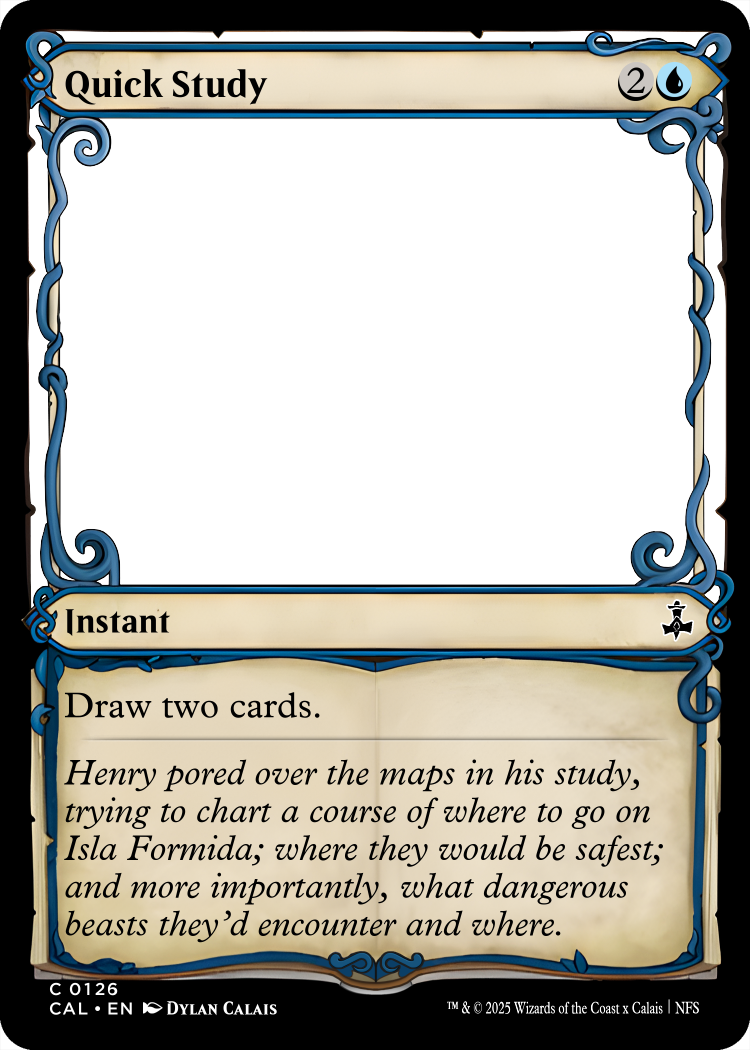 Quick Study 2
Instant
Draw two cards.
Henry pored over the maps in his study,
trying to chart a course of where to go on
Isla Formida; where they would be safest;
and more importantly, what dangerous
beasts they’d encounter and where.
C 0126
CAL • EN Dylan Calais
™ & © 2025 Wizards of the Coast x Calais | NFS